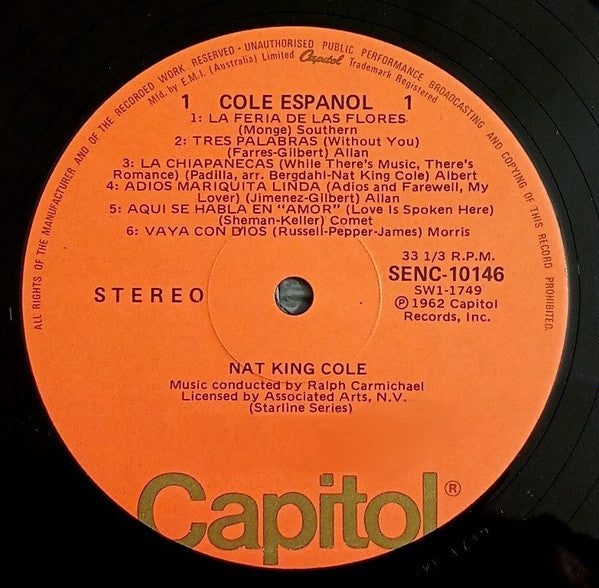 ALL RIGHTS OF THE MANUFACTURER AND OF THE RECORDED WORK RESERVED - UNAUTHORISED PUBLIC PERFORMANCE BROADCASTING AND COPYING OF THIS RECORD PROHIBITED.
Mfd. by E.M.I. (Australia) Limited Capitol Trademark Registered
1 COLE ESPANOL 1
1: LA FERIA DE LAS FLORES
(Monge) Southern
2: TRES PALABRAS (Without You)
(Farres-Gilbert) Allan
3: LA CHIAPANECAS (While There's Music, There's
Romance) (Padilla, arr. Bergdahl-Nat King Cole) Albert
4: ADIOS MARIQUITA LINDA (Adios and Farewell, My
Lover) (Jimenez-Gilbert) Allan
5: AQUI SE HABLA EN "AMOR" (Love Is Spoken Here)
(Sheman-Keller) Comet
6: VAYA CON DIOS (Russell-Pepper-James) Morris
33 1/3 R.P.M.
SENC-10146
STEREO
SW1-1749
℗ 1962 Capitol
Records, Inc.
NAT KING COLE
Music conducted by Ralph Carmichael
Licensed by Associated Arts, N.V.
(Starline Series)
Capitol®